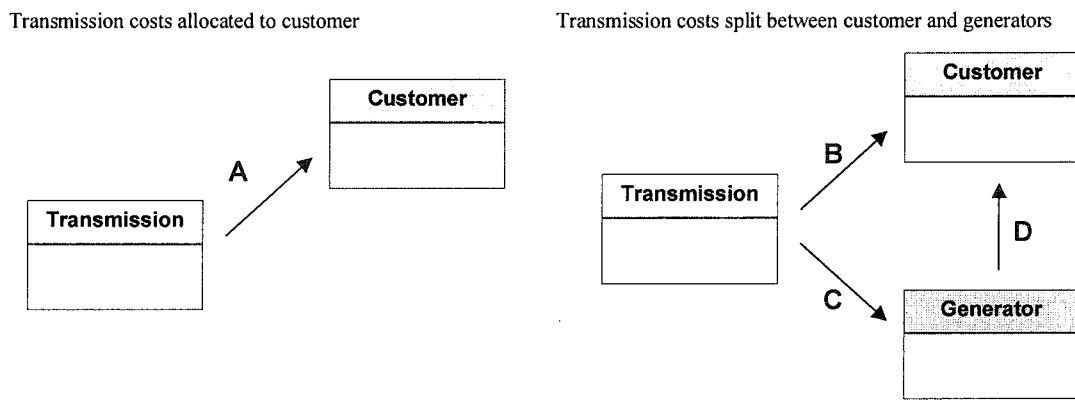 Transmission costs allocated to customer
Customer
A
Transmission
Transmission costs split between customer and generators
Customer
B
Transmission
D
C
Generator